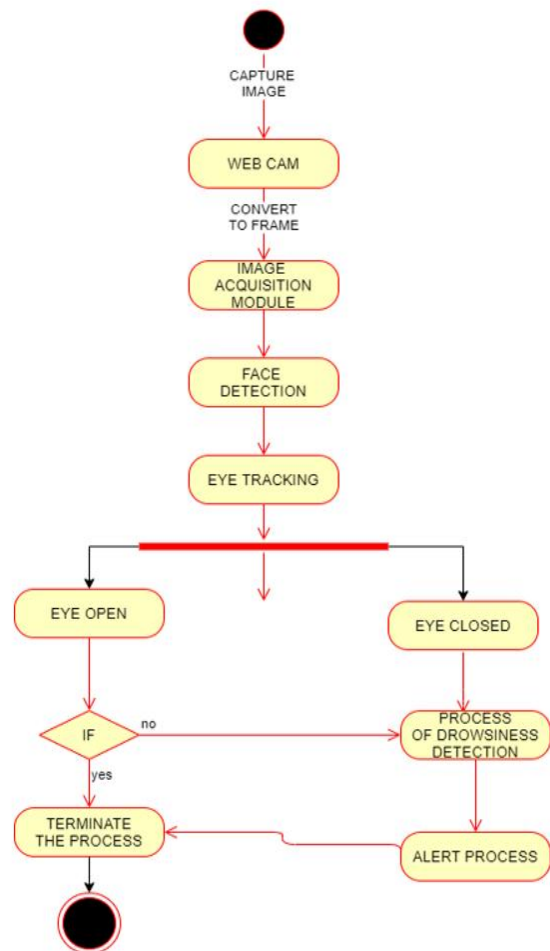 CAPTURE
IMAGE
WEB CAM
CONVERT
TO FRAME
IMAGE
ACQUISITION
MODULE
FACE
DETECTION
EYE TRACKING
EYE OPEN
EYE CLOSED
IF
no
yes
PROCESS
OF DROWSINESS
DETECTION
TERMINATE
THE PROCESS
ALERT PROCESS